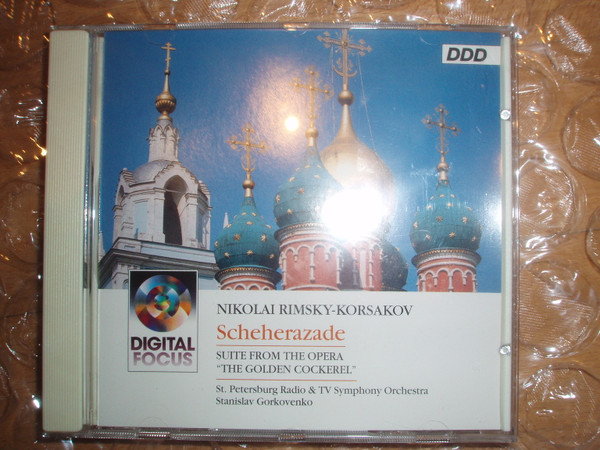 DDD
NIKOLAI RIMSKY-KORSAKOV
Scheherazade
SUITE FROM THE OPERA
“THE GOLDEN COCKEREL”
St. Petersburg Radio & TV Symphony Orchestra
Stanislav Gorkovenko
DIGITAL
FOCUS